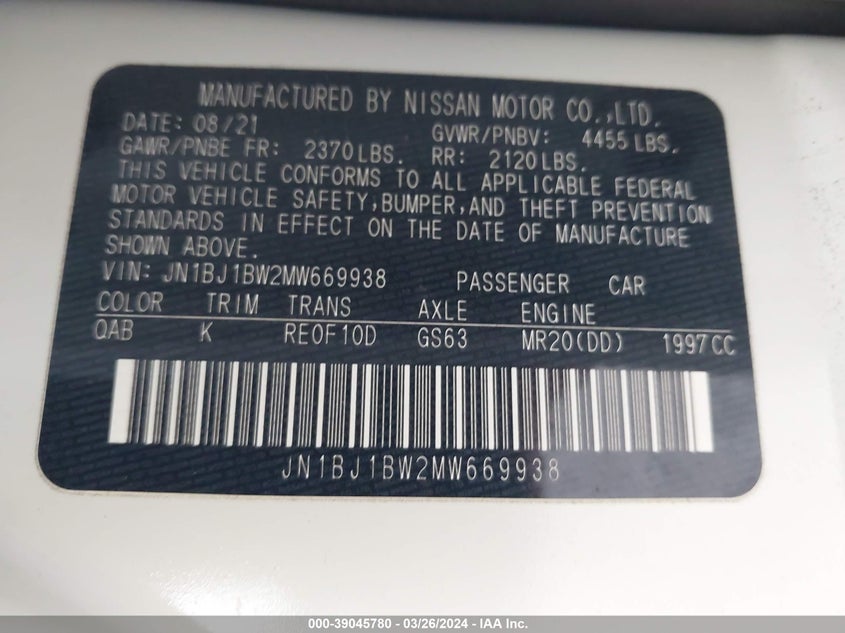 MANUFACTURED BY NISSAN MOTOR CO.,LTD.
DATE: 08/21 GVWR/PNBV: 4455 LBS.
GAWR/PNBE FR: 2370 LBS. RR: 2120 LBS.
THIS VEHICLE CONFORMS TO ALL APPLICABLE FEDERAL
MOTOR VEHICLE SAFETY, BUMPER, AND THEFT PREVENTION
STANDARDS IN EFFECT ON THE DATE OF MANUFACTURE
SHOWN ABOVE.
VIN: JN1BJ1BW2MW669938 PASSENGER CAR
COLOR TRIM TRANS AXLE ENGINE
QAB K RE0F10D GS63 MR20(DD) 1997CC
JN1BJ1BW2MW669938
000-39045780 - 03/26/2024 - IAA Inc.